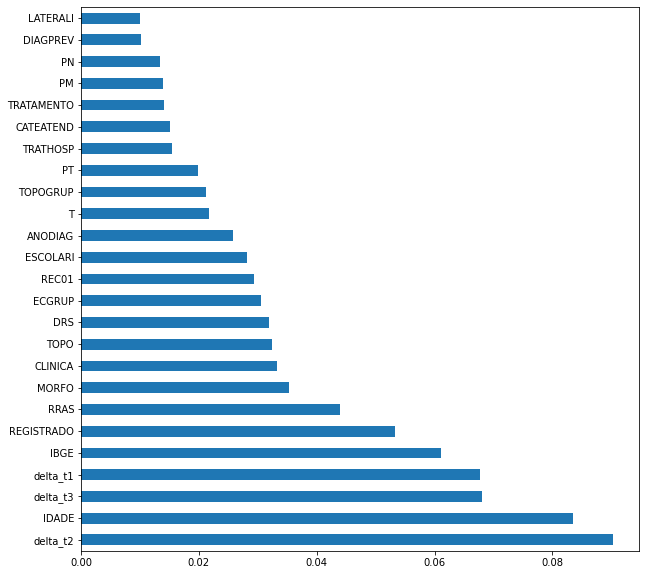 LATERALI
DIAGPREV
PN
PM
TRATAMENTO
CATEATEND
TRATHOSP
PT
TOPOGRUP
T
ANODIAG
ESCOLARI
REC01
ECGRUP
DRS
TOPO
CLINICA
MORFO
RRAS
REGISTRADO
IBGE
delta_t1
delta_t3
IDADE
delta_t2
0.00 0.02 0.04 0.06 0.08